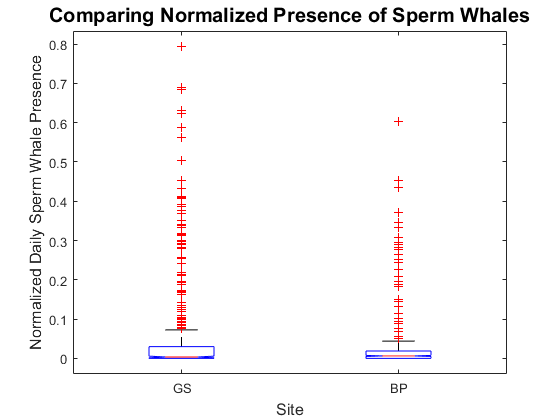 Comparing Normalized Presence of Sperm Whales
Normalized Daily Sperm Whale Presence
0.8
0.7
0.6
0.5
0.4
0.3
0.2
0.1
0
GS
BP
Site